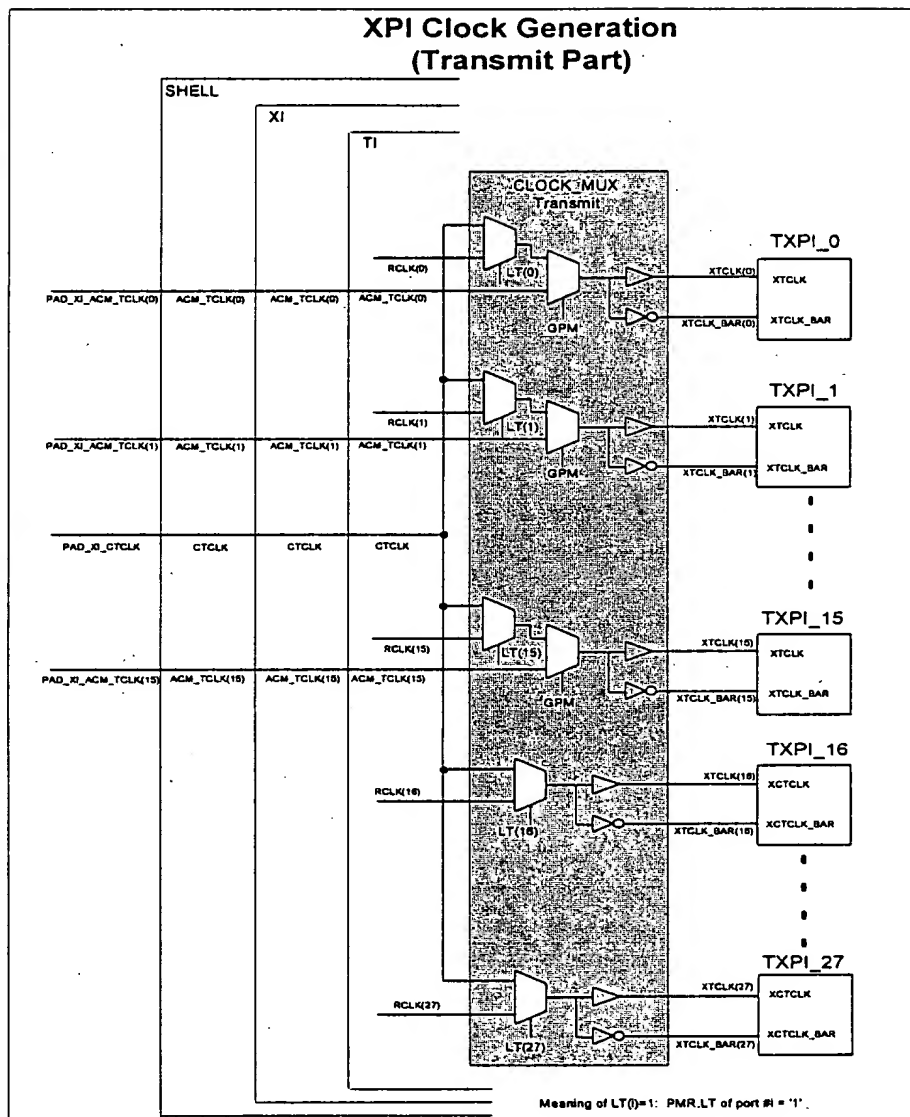 XPI Clock Generation
(Transmit Part)
SHELL
XI
TI
CLOCK_MUX
Transmit
TXPI_0
RCLK(0)
LT(0)
XTCLK(0)
XTCLK
PAD_XI_ACM_TCLK(0) ACM_TCLK(0) ACM_TCLK(0) ACM_TCLK(0)
GPM
XTCLK_BAR(0)
XTCLK_BAR
TXPI_1
RCLK(1)
LT(1)
XTCLK(1)
XTCLK
PAD_XI_ACM_TCLK(1) ACM_TCLK(1) ACM_TCLK(1) ACM_TCLK(1)
GPM
XTCLK_BAR(1)
XTCLK_BAR
PAD_XI_CTCLK CTCLK CTCLK CTCLK
TXPI_15
RCLK(15)
LT(15)
XTCLK(15)
XTCLK
PAD_XI_ACM_TCLK(15) ACM_TCLK(15) ACM_TCLK(15) ACM_TCLK(15)
GPM
XTCLK_BAR(15)
XTCLK_BAR
TXPI_16
RCLK(16)
XTCLK(16)
XCTCLK
LT(16)
XTCLK_BAR(16)
XCTCLK_BAR
TXPI_27
RCLK(27)
XTCLK(27)
XCTCLK
LT(27)
XTCLK_BAR(27)
XCTCLK_BAR
Meaning of LT(i)=1: PMR.LT of port #i = '1'.